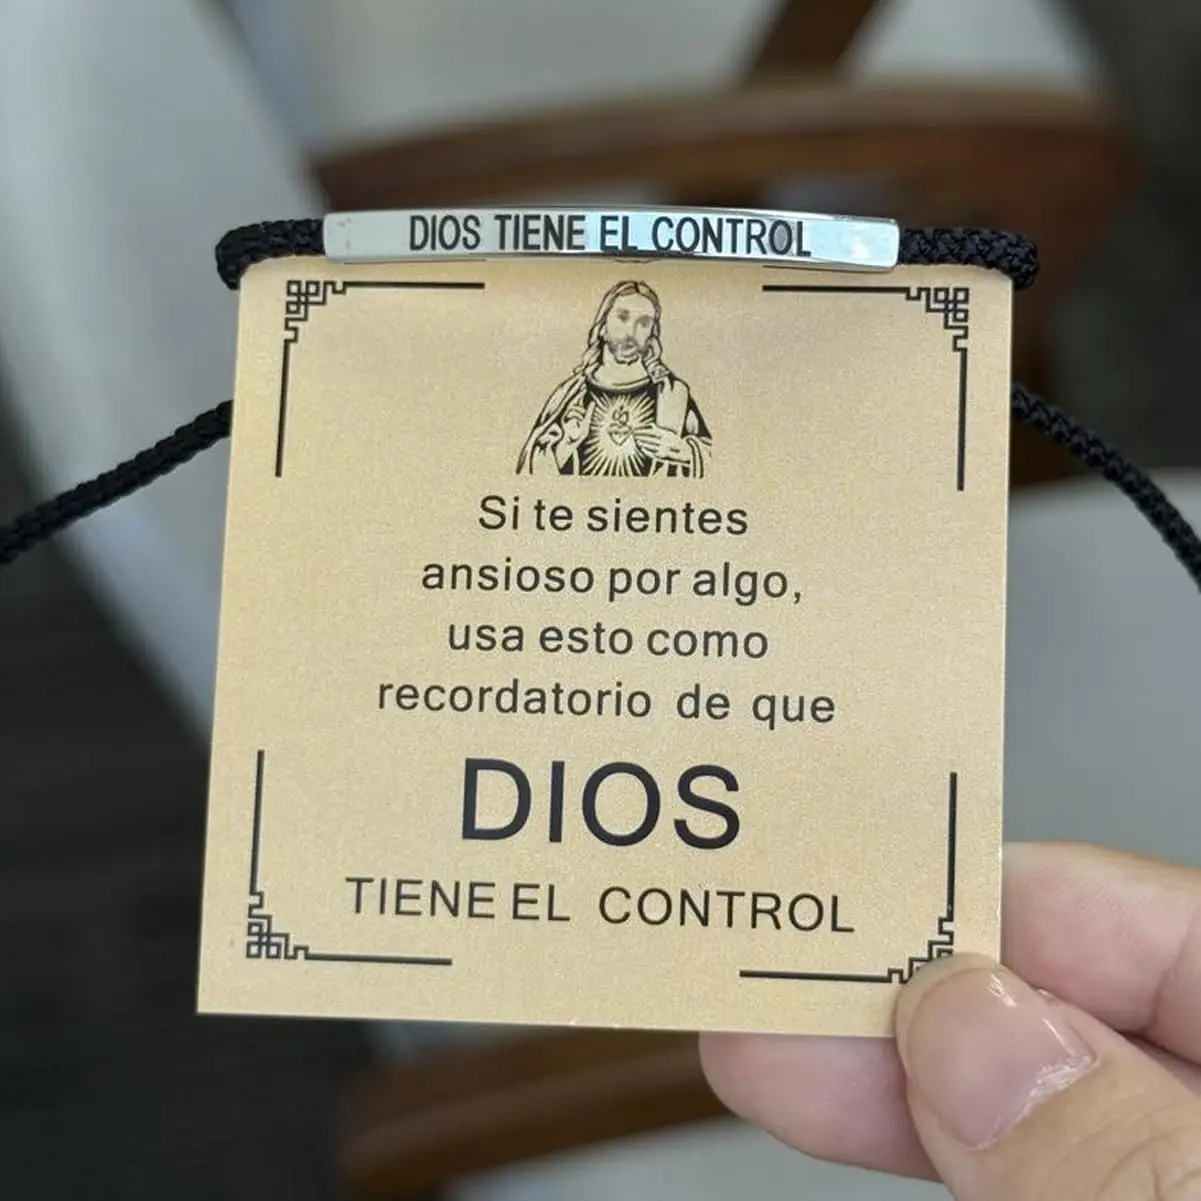 DIOS TIENE EL CONTROL
Si te sientes
ansioso por algo,
usa esto como
recordatorio de que
DIOS
TIENE EL CONTROL